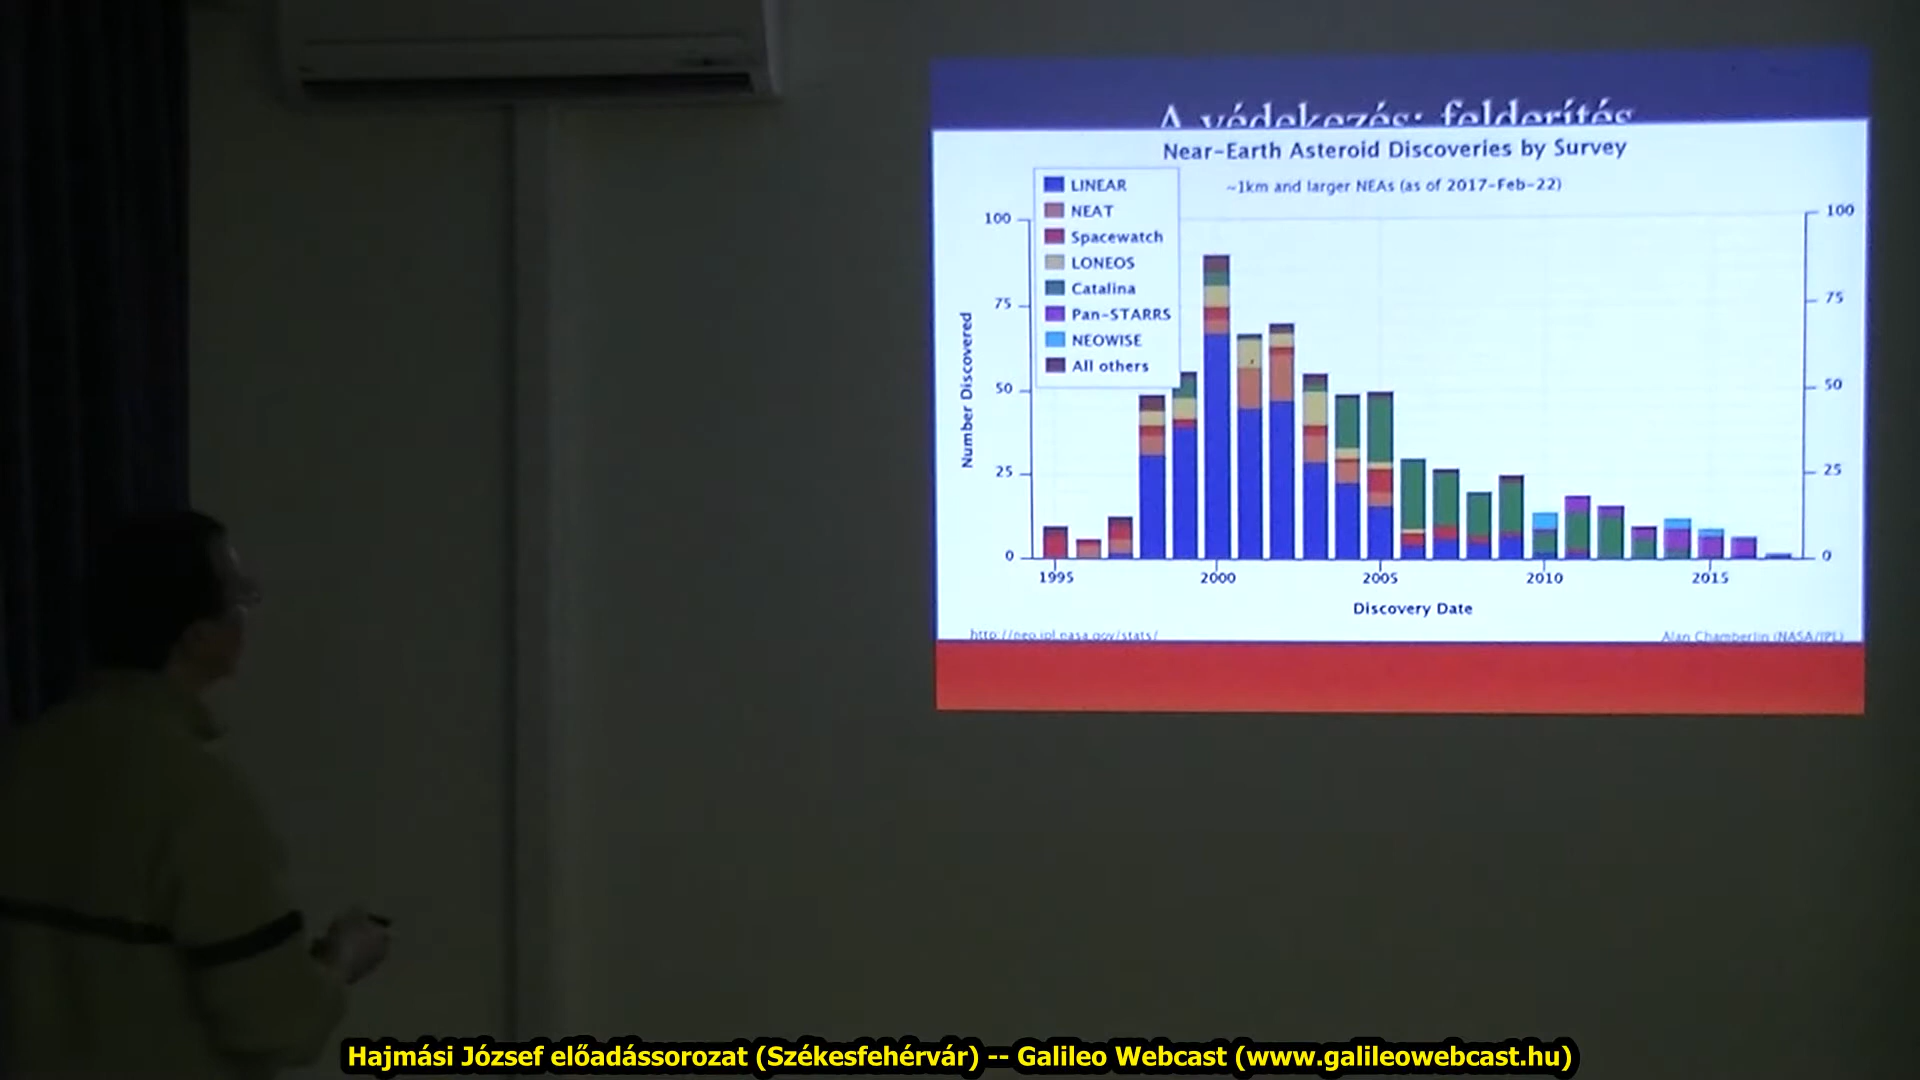 A védekezés: felderítés
Near-Earth Asteroid Discoveries by Survey
~1km and larger NEAs (as of 2017-Feb-22)
LINEAR
NEAT
Spacewatch
LONEOS
Catalina
Pan-STARRS
NEOWISE
All others
100
75
50
25
0
100
75
50
25
0
Number Discovered
1995 2000 2005 2010 2015
Discovery Date
http://neo.jpl.nasa.gov/stats/
Alan Chamberlin (NASA/JPL)
Hajmási József előadássorozat (Székesfehérvár) -- Galileo Webcast (www.galileowebcast.hu)